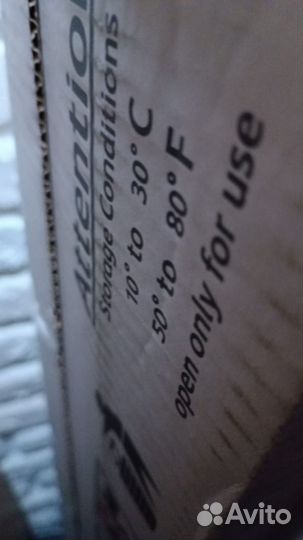 Attention
Storage Conditions
10° to 30° C
50° to 80° F
open only for use
Avito